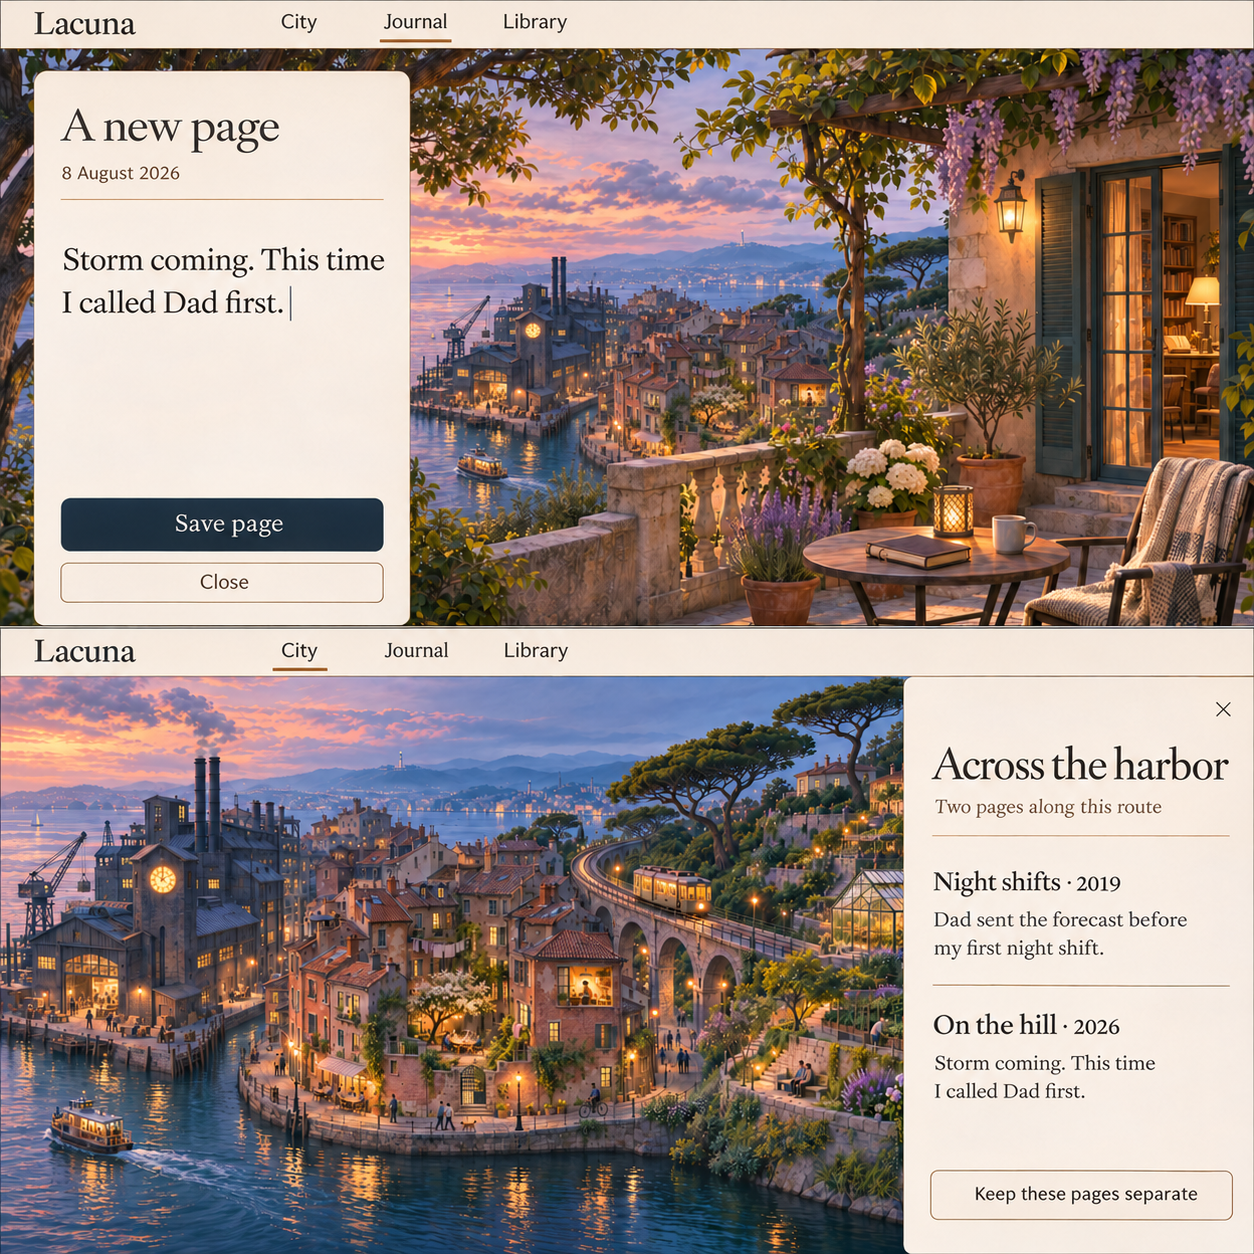 Lacuna
City
Journal
Library
A new page
8 August 2026
Storm coming. This time
I called Dad first.
Save page
Close
Lacuna
City
Journal
Library
Across the harbor
Two pages along this route
Night shifts · 2019
Dad sent the forecast before
my first night shift.
On the hill · 2026
Storm coming. This time
I called Dad first.
Keep these pages separate